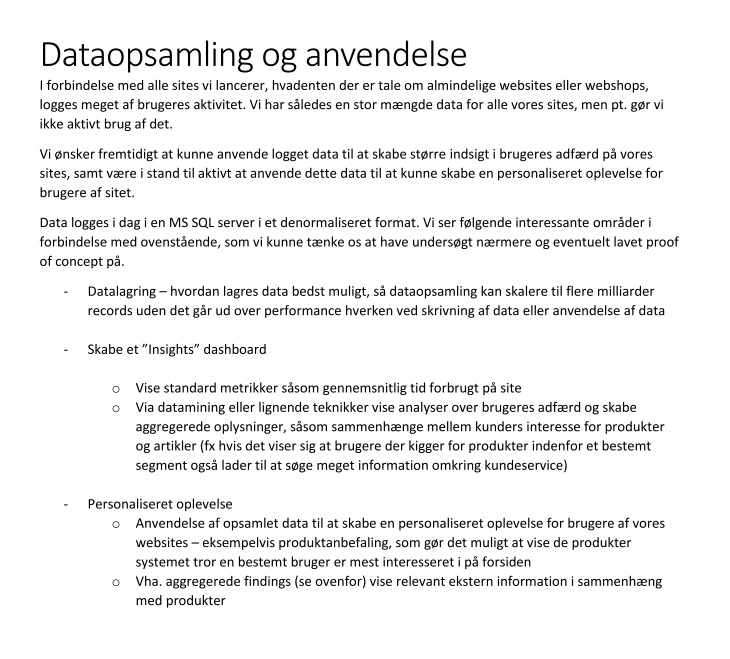 Dataopsamling og anvendelse
I forbindelse med alle sites vi lancerer, hvadenten der er tale om almindelige websites eller webshops,
logges meget af brugeres aktivitet. Vi har således en stor mængde data for alle vores sites, men pt. gør vi
ikke aktivt brug af det.
Vi ønsker fremtidigt at kunne anvende logget data til at skabe større indsigt i brugeres adfærd på vores
sites, samt være i stand til aktivt at anvende dette data til at kunne skabe en personaliseret oplevelse for
brugere af sitet.
Data logges i dag i en MS SQL server i et denormaliseret format. Vi ser følgende interessante områder i
forbindelse med ovenstående, som vi kunne tænke os at have undersøgt nærmere og eventuelt lavet proof
of concept på.
- Datalagring – hvordan lagres data bedst muligt, så dataopsamling kan skalere til flere milliarder
records uden det går ud over performance hverken ved skrivning af data eller anvendelse af data
- Skabe et ”Insights” dashboard
o Vise standard metrikker såsom gennemsnitlig tid forbrugt på site
o Via datamining eller lignende teknikker vise analyser over brugeres adfærd og skabe
aggregerede oplysninger, såsom sammenhænge mellem kunders interesse for produkter
og artikler (fx hvis det viser sig at brugere der kigger for produkter indenfor et bestemt
segment også lader til at søge meget information omkring kundeservice)
- Personaliseret oplevelse
o Anvendelse af opsamlet data til at skabe en personaliseret oplevelse for brugere af vores
websites – eksempelvis produktanbefaling, som gør det muligt at vise de produkter
systemet tror en bestemt bruger er mest interesseret i på forsiden
o Vha. aggregerede findings (se ovenfor) vise relevant ekstern information i sammenhæng
med produkter